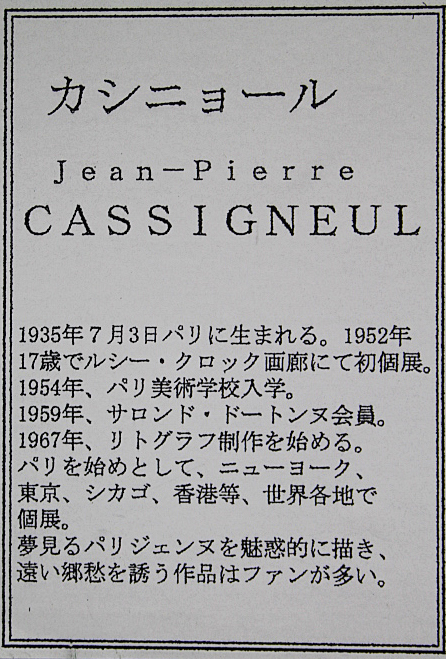 カシニョール
Jean－Pierre
CASSIGNEUL
1935年７月3日パリに生まれる。1952年
17歳でルシー・クロック画廊にて初個展。
1954年、パリ美術学校入学。
1959年、サロンド・ドートンヌ会員。
1967年、リトグラフ制作を始める。
パリを始めとして、ニューヨーク、
東京、シカゴ、香港等、世界各地で
個展。
夢見るパリジェンヌを魅惑的に描き、
遠い郷愁を誘う作品はファンが多い。